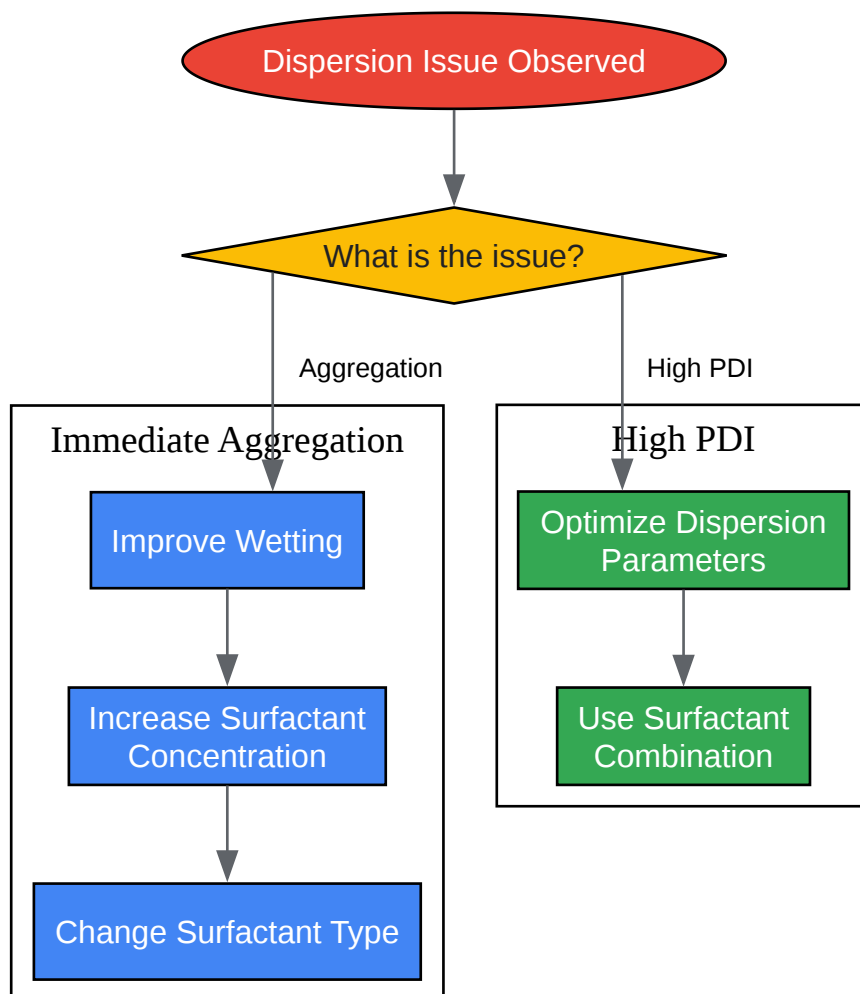 Dispersion Issue Observed
What is the issue?
Aggregation
High PDI
Immediate Aggregation
Improve Wetting
Increase Surfactant
Concentration
Change Surfactant Type
High PDI
Optimize Dispersion
Parameters
Use Surfactant
Combination